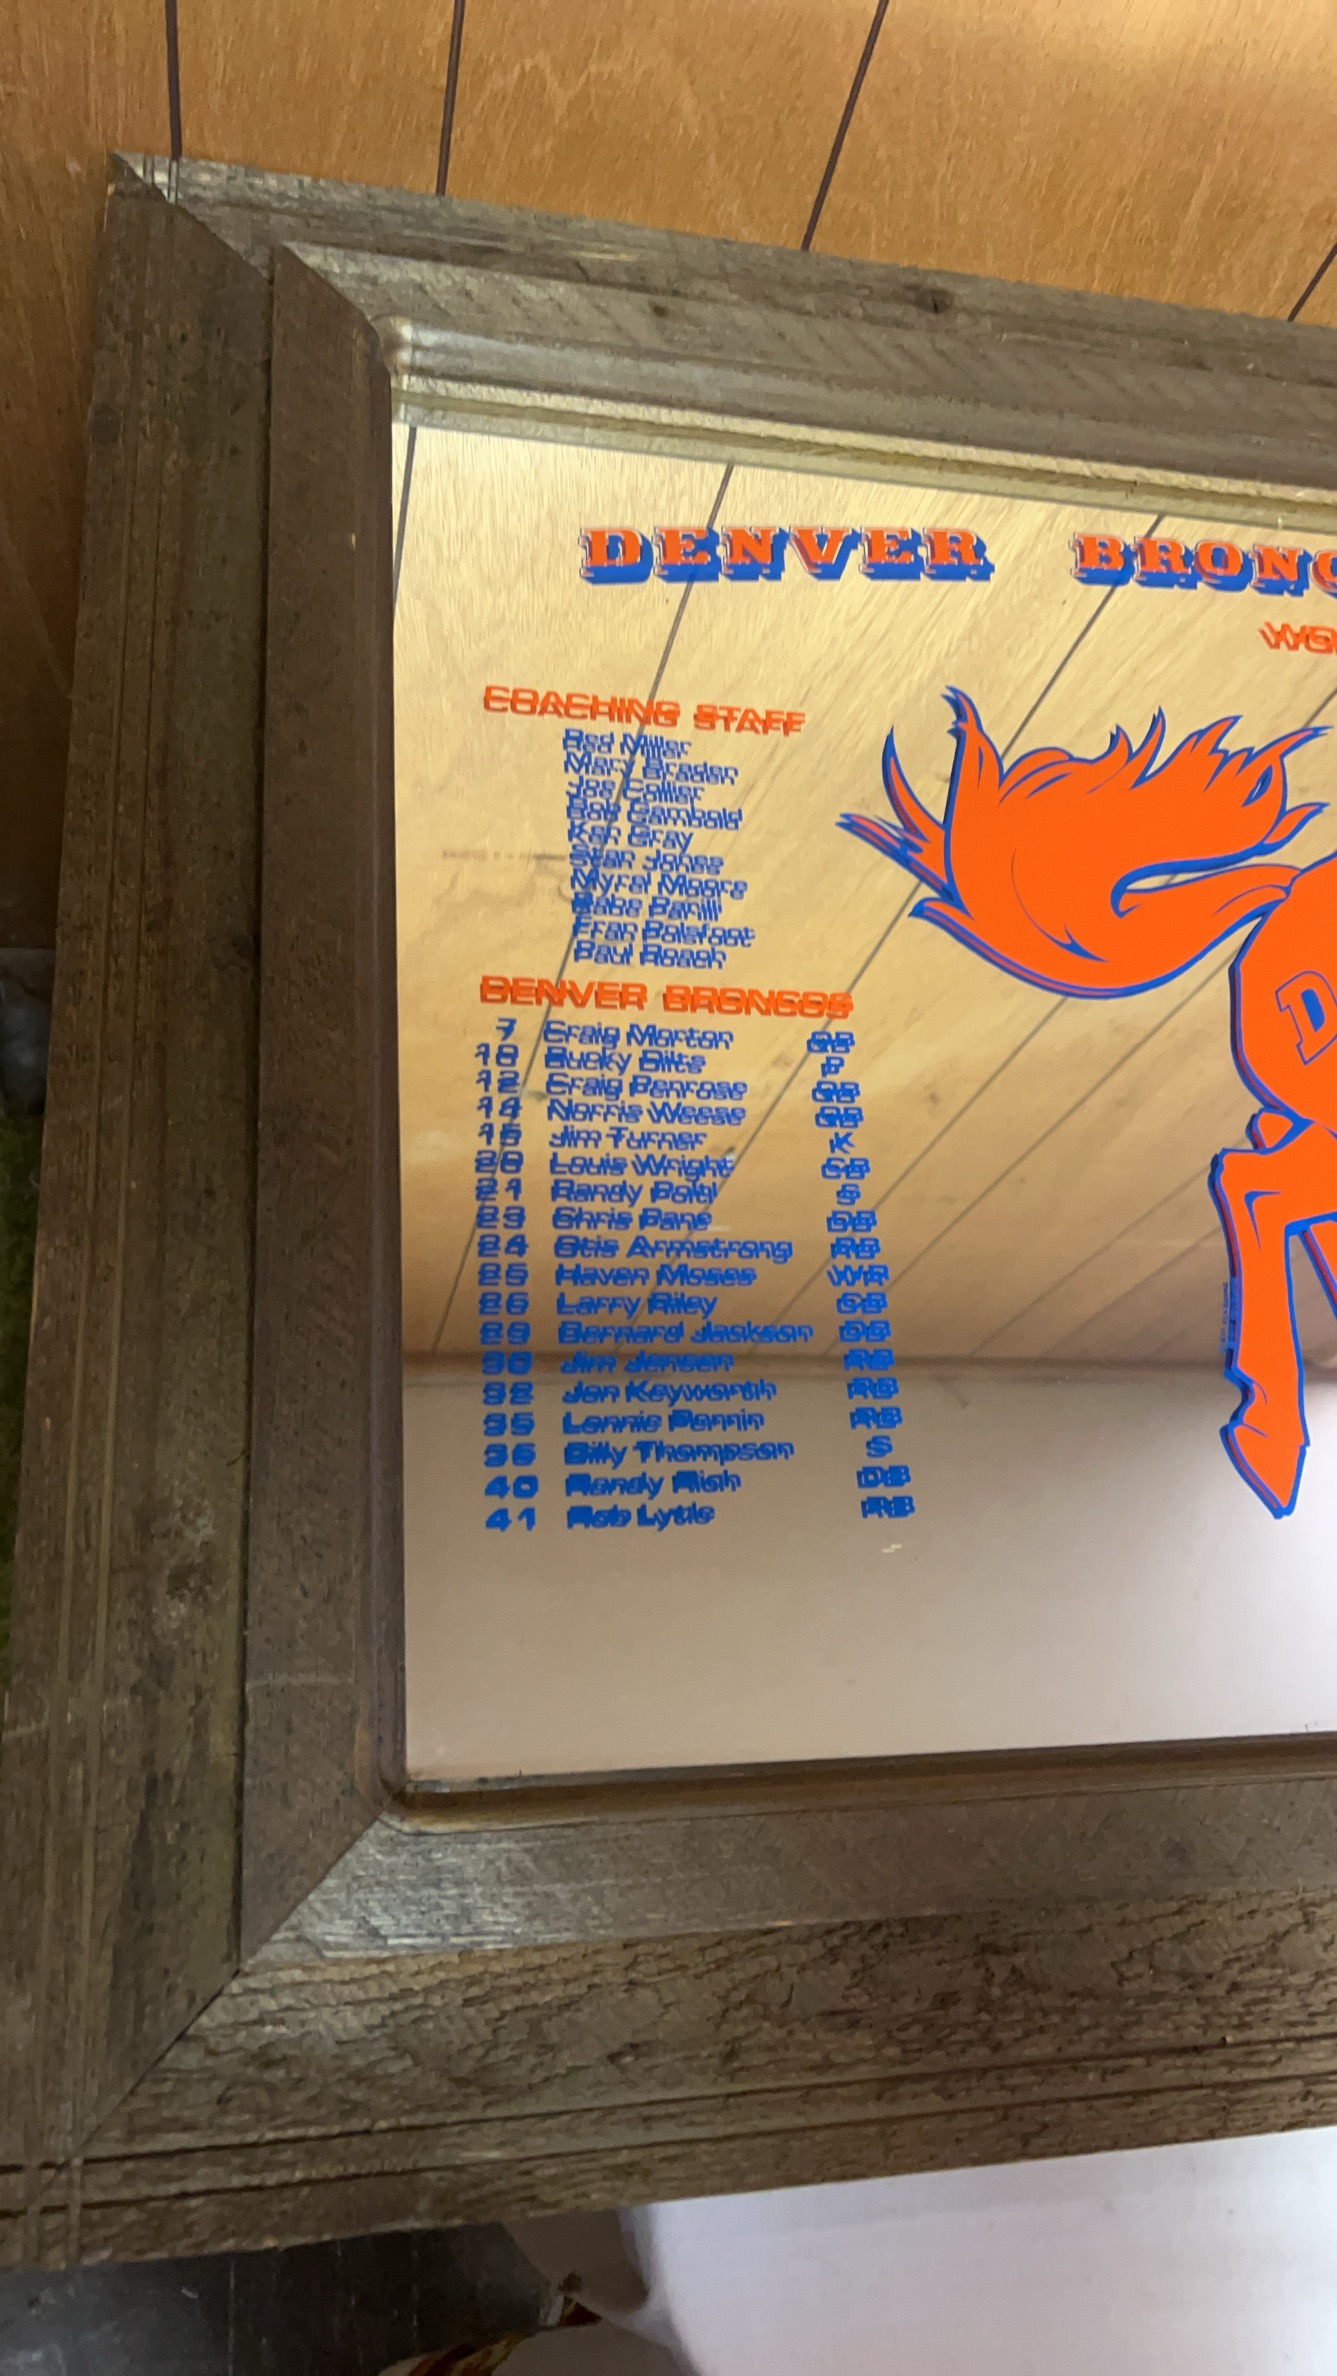 DENVER BRONC
WO
COACHING STAFF
Red Miller
Marv Braden
Joe Collier
Bob Gambold
Ken Gray
Stan Jones
Myrel Moore
Babe Parilli
Fran Polsfoot
Paul Roach
DENVER BRONCOS
7 Craig Morton QB
10 Bucky Dilts P
12 Craig Penrose QB
14 Norris Weese QB
15 Jim Turner K
20 Louis Wright CB
21 Randy Poltl S
23 Chris Pane DB
24 Otis Armstrong RB
25 Haven Moses WR
26 Larry Riley CB
29 Bernard Jackson DB
30 Jim Jensen RB
32 Jon Keyworth RB
35 Lonnie Perrin RB
36 Billy Thompson S
40 Randy Rich DB
41 Rob Lytle RB
D